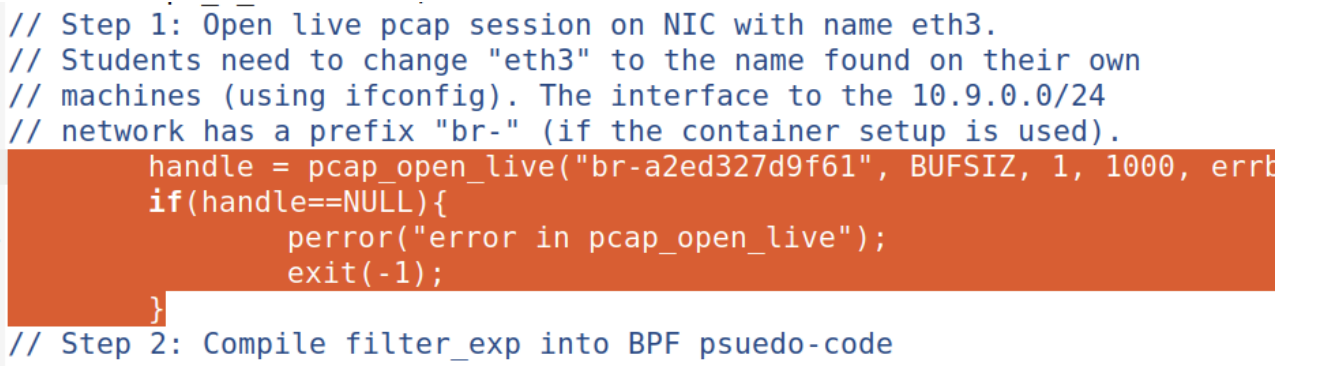 // Step 1: Open live pcap session on NIC with name eth3.
// Students need to change "eth3" to the name found on their own
// machines (using ifconfig). The interface to the 10.9.0.0/24
// network has a prefix "br-" (if the container setup is used).
handle = pcap_open_live("br-a2ed327d9f61", BUFSIZ, 1, 1000,
if(handle==NULL){
perror("error in pcap_open_live");
exit(-1);
}
// Step 2: Compile filter_exp into BPF psuedo-code